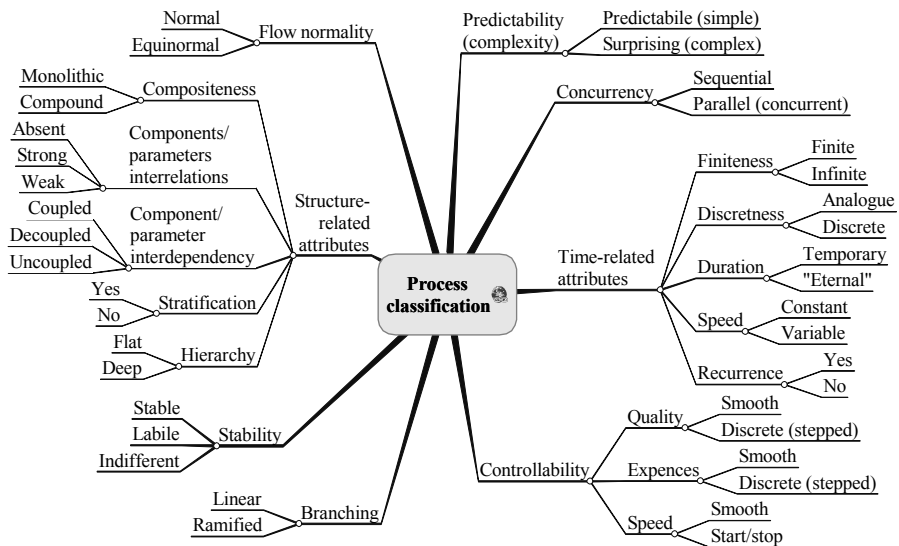 Process
classification
Flow normality
Normal
Equinormal
Structure-
related
attributes
Compositeness
Monolithic
Compound
Components/
parameters
interrelations
Absent
Strong
Weak
Component/
parameter
interdependency
Coupled
Decoupled
Uncoupled
Stratification
Yes
No
Hierarchy
Flat
Deep
Stability
Stable
Labile
Indifferent
Branching
Linear
Ramified
Predictability
(complexity)
Predictabile (simple)
Surprising (complex)
Concurrency
Sequential
Parallel (concurrent)
Time-related
attributes
Finiteness
Finite
Infinite
Discretness
Analogue
Discrete
Duration
Temporary
"Eternal"
Speed
Constant
Variable
Recurrence
Yes
No
Controllability
Quality
Smooth
Discrete (stepped)
Expences
Smooth
Discrete (stepped)
Speed
Smooth
Start/stop